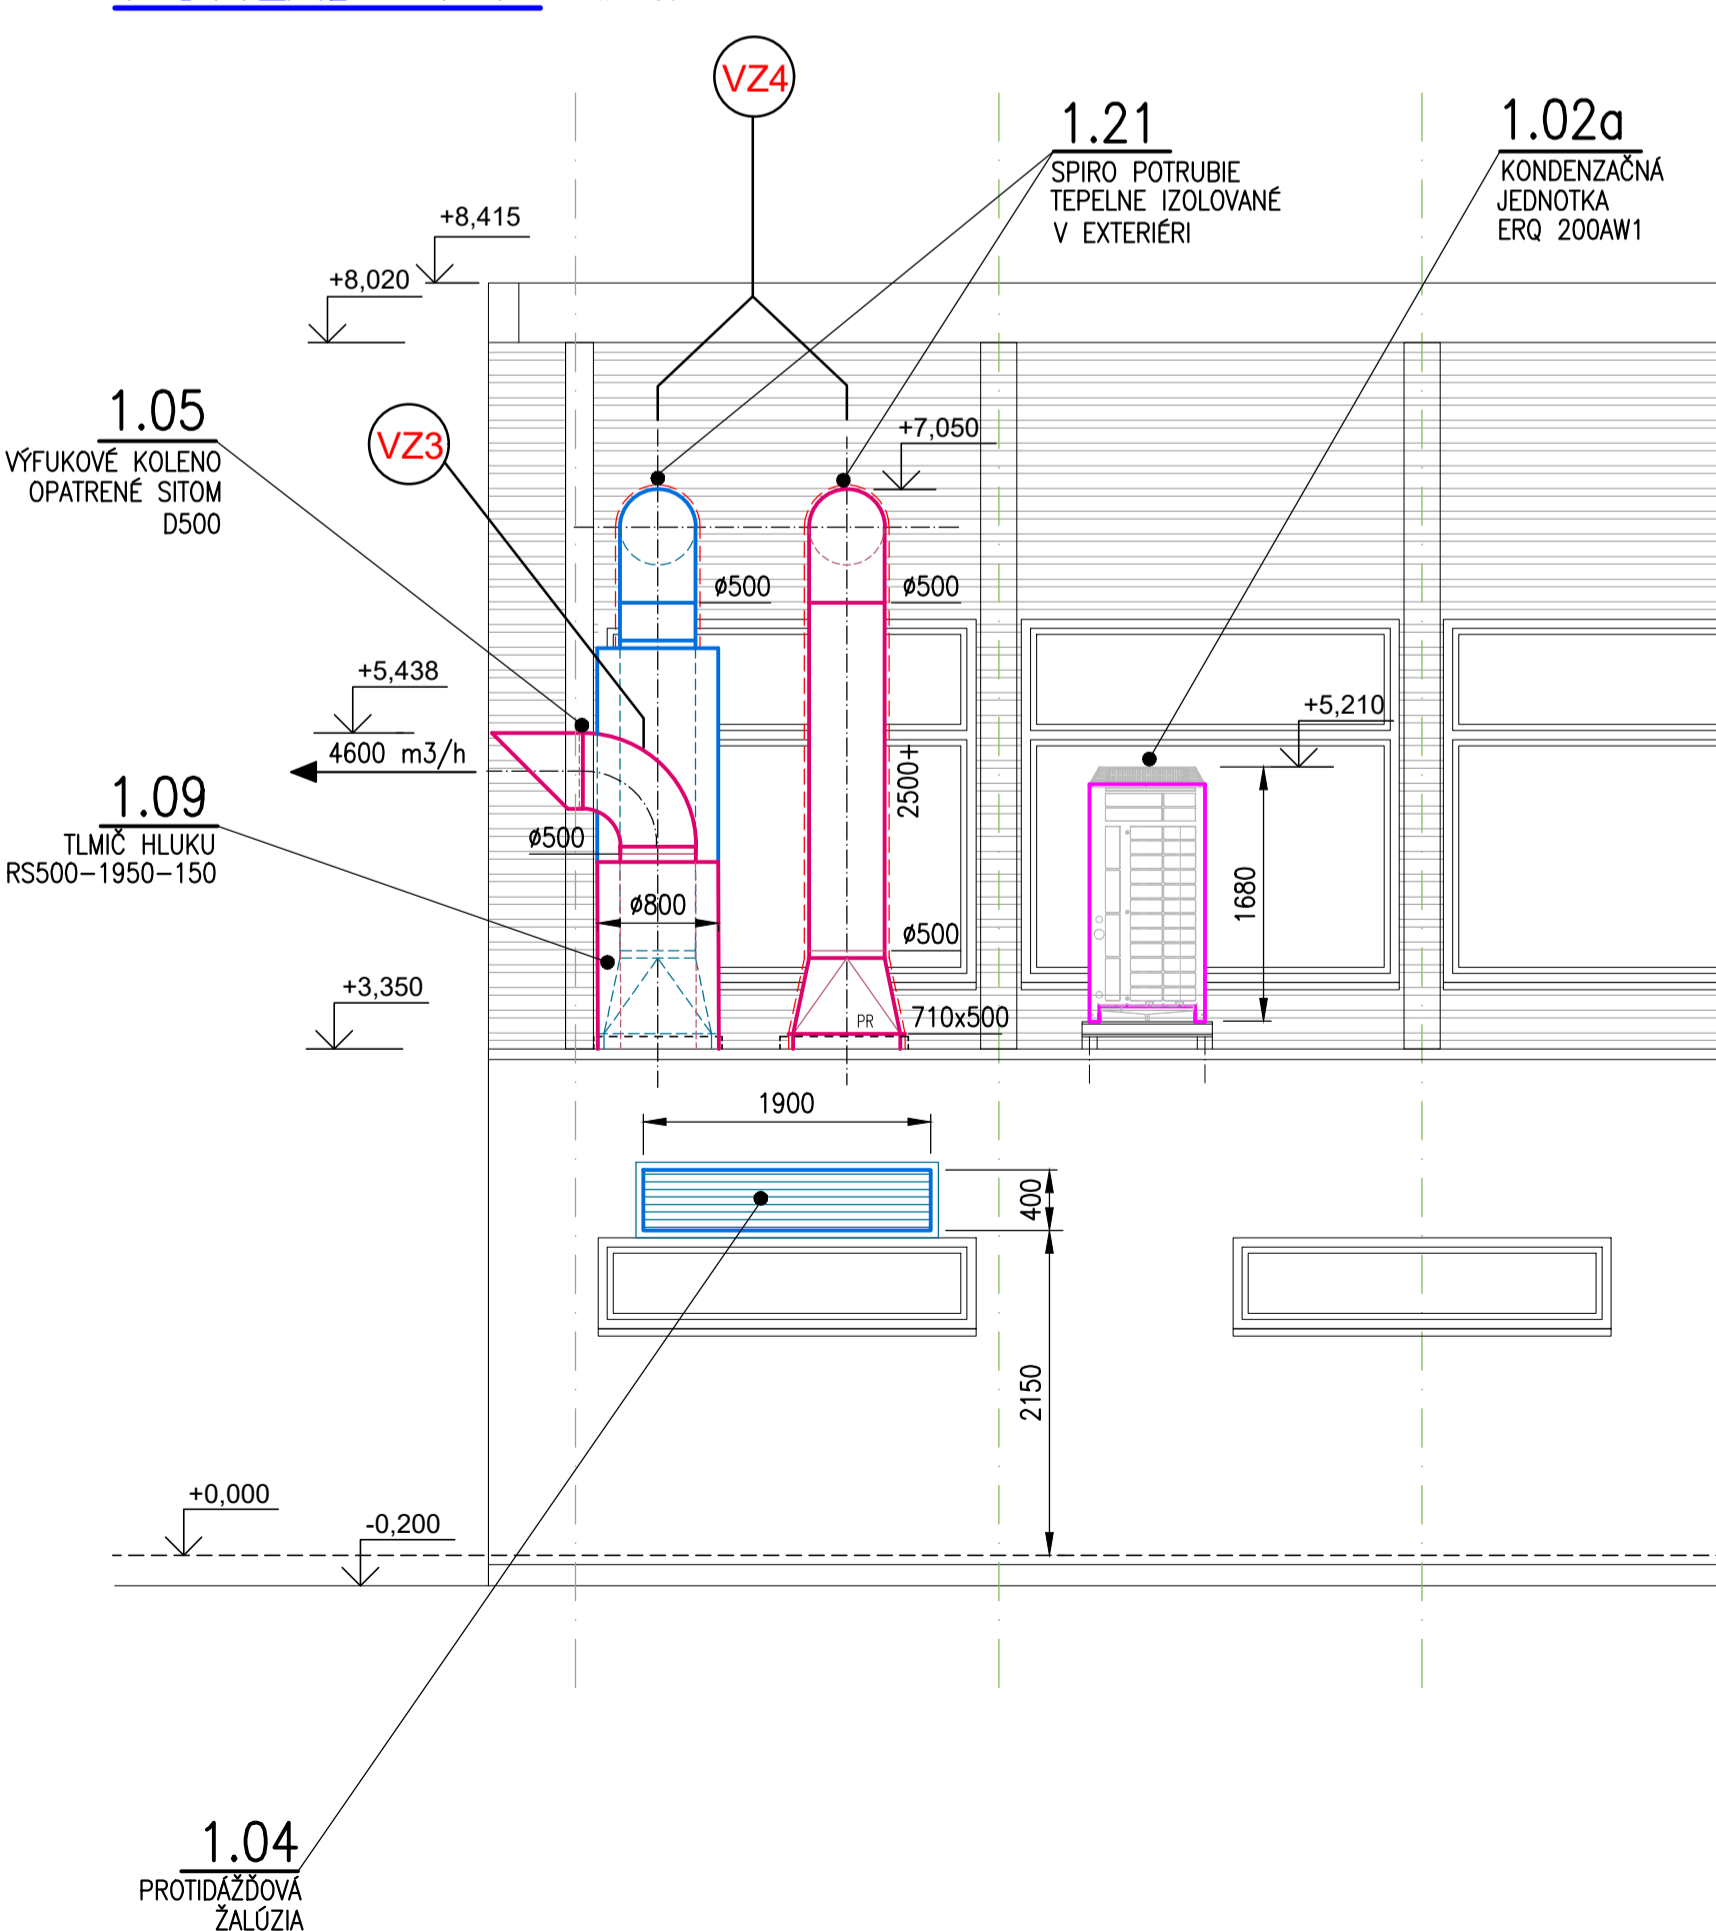 VZ4
1.21
SPIRO POTRUBIE
TEPELNE IZOLOVANÉ
V EXTERIÉRI
1.02a
KONDENZAČNÁ
JEDNOTKA
ERQ 200AW1
+8,415
+8,020
1.05
VÝFUKOVÉ KOLENO
OPATRENÉ SITOM
D500
VZ3
+7,050
ø500
ø500
+5,438
4600 m3/h
+5,210
1.09
TLMIČ HLUKU
RS500-1950-150
2500+
ø500
1680
ø800
ø500
+3,350
PR
710x500
1900
400
2150
+0,000
-0,200
1.04
PROTIDÁŽĎOVÁ
ŽALÚZIA